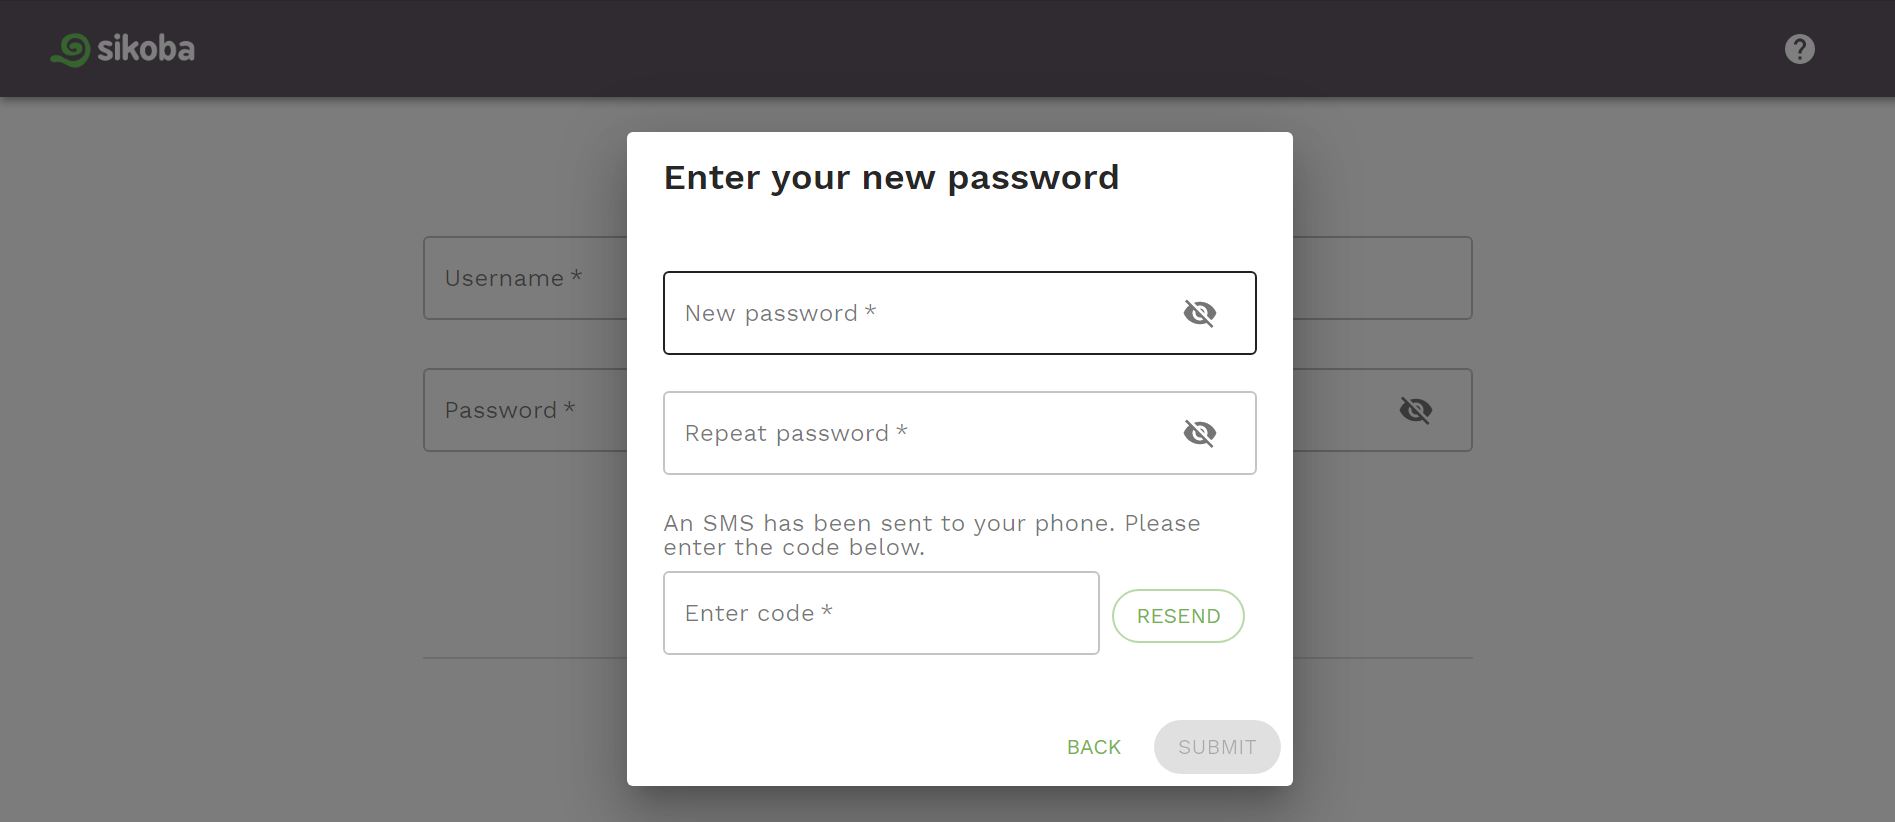 sikoba
Enter your new password
Username *
New password *
Password *
Repeat password *
An SMS has been sent to your phone. Please
enter the code below.
Enter code *
RESEND
BACK
SUBMIT